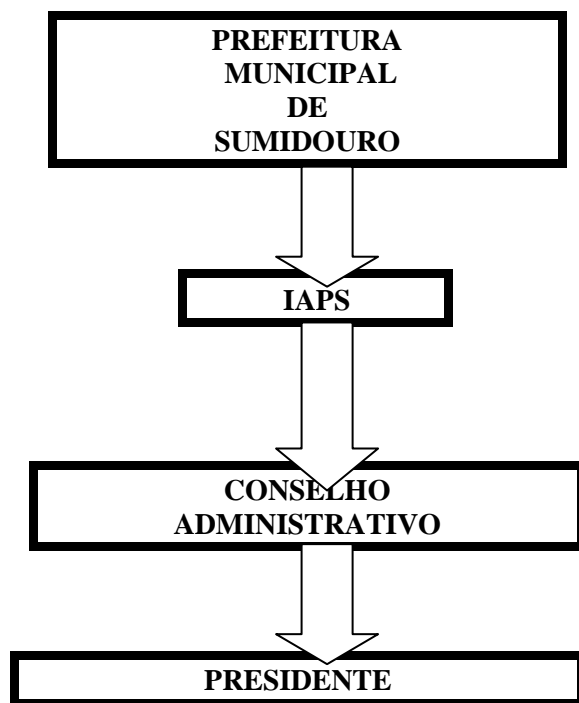 PREFEITURA
MUNICIPAL
DE
SUMIDOURO
IAPS
CONSELHO
ADMINISTRATIVO
PRESIDENTE